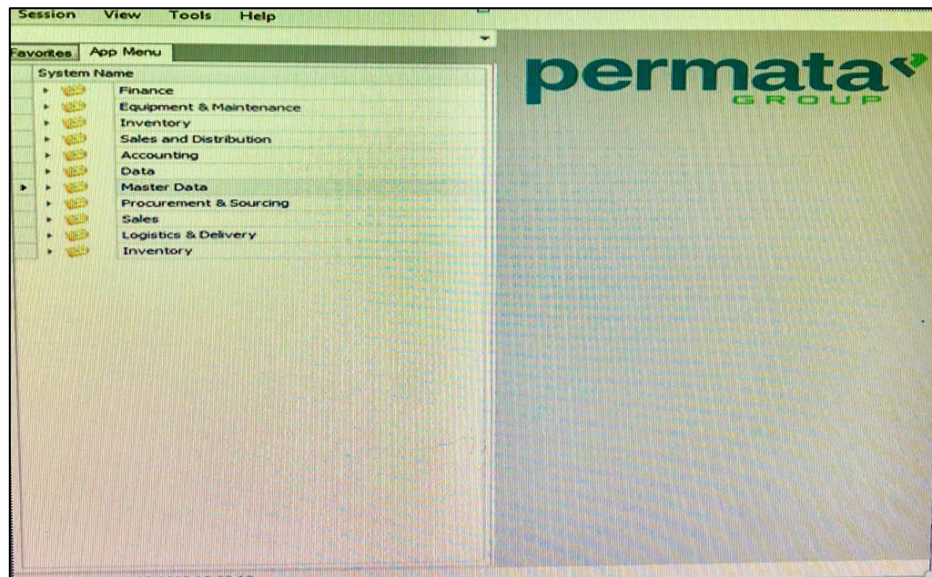 Session View Tools Help
Favorites App Menu
System Name
Finance
Equipment & Maintenance
Inventory
Sales and Distribution
Accounting
Data
Master Data
Procurement & Sourcing
Sales
Logistics & Delivery
Inventory
permata
GROUP